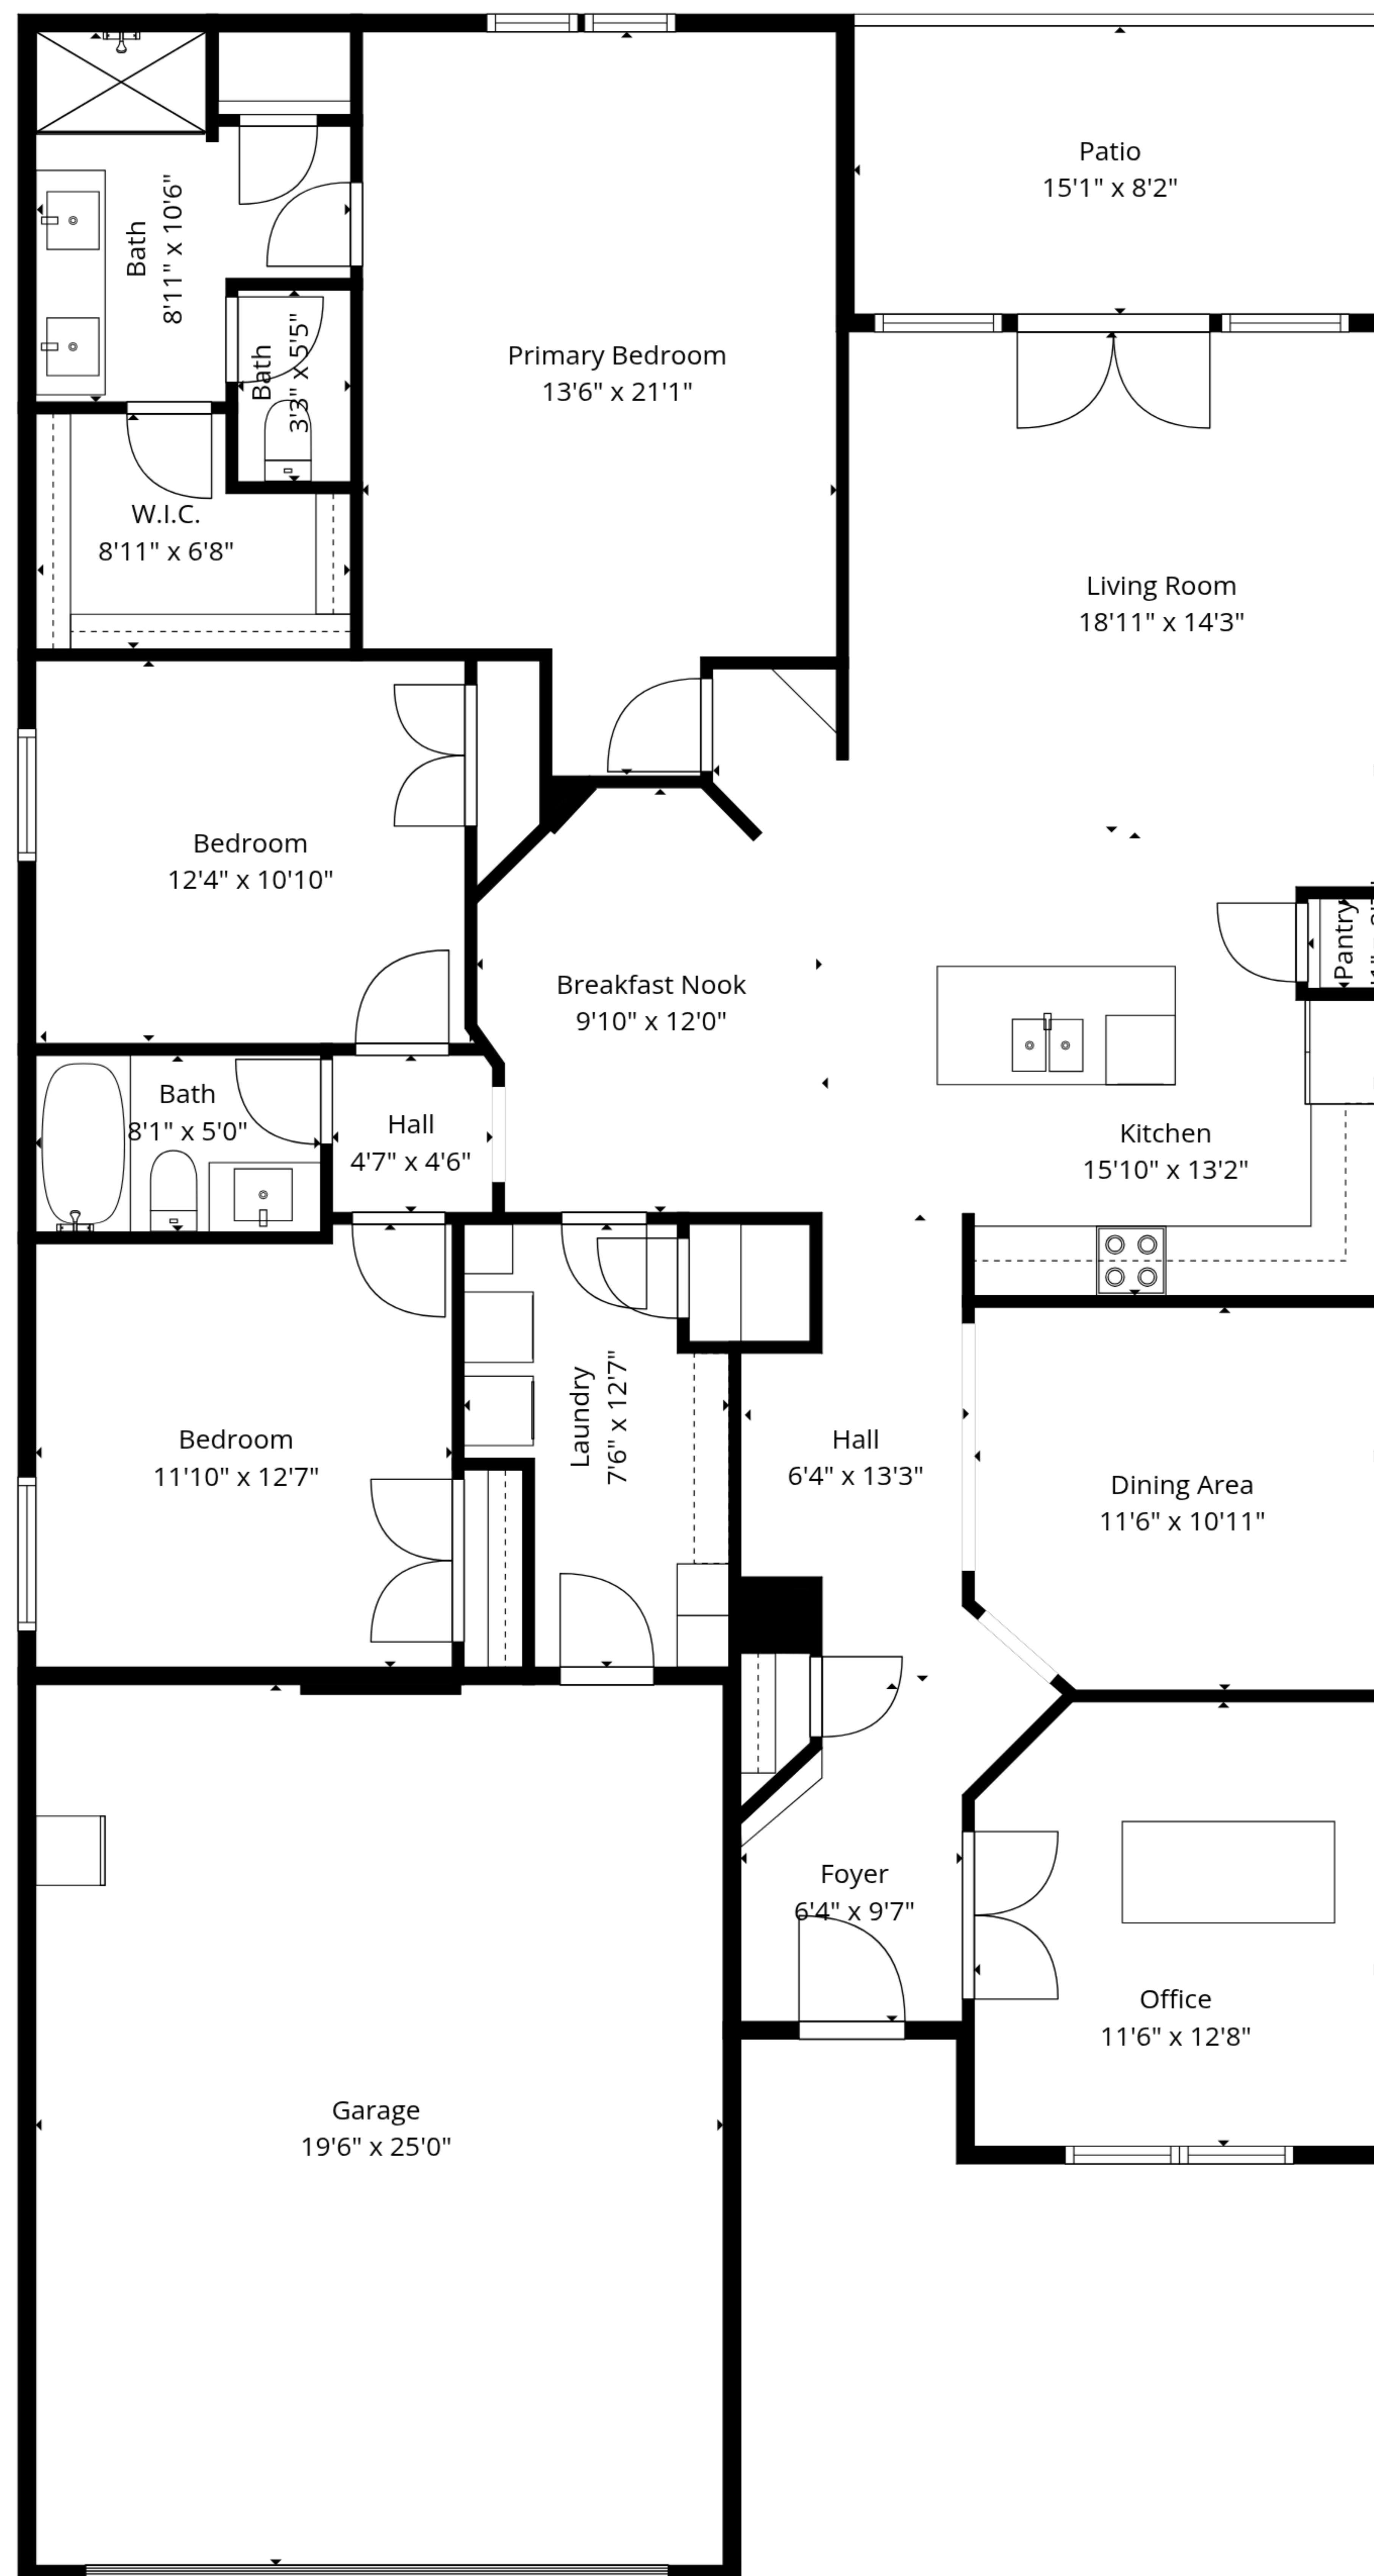 Patio
15'1" x 8'2"
Bath
8'11" x 10'6"
Primary Bedroom
13'6" x 21'1"
Bath
3'3" x 5'5"
W.I.C.
8'11" x 6'8"
Living Room
18'11" x 14'3"
Bedroom
12'4" x 10'10"
Pantry
Breakfast Nook
9'10" x 12'0"
Bath
8'1" x 5'0"
Hall
4'7" x 4'6"
Kitchen
15'10" x 13'2"
Laundry
7'6" x 12'7"
Bedroom
11'10" x 12'7"
Hall
6'4" x 13'3"
Dining Area
11'6" x 10'11"
Foyer
6'4" x 9'7"
Office
11'6" x 12'8"
Garage
19'6" x 25'0"